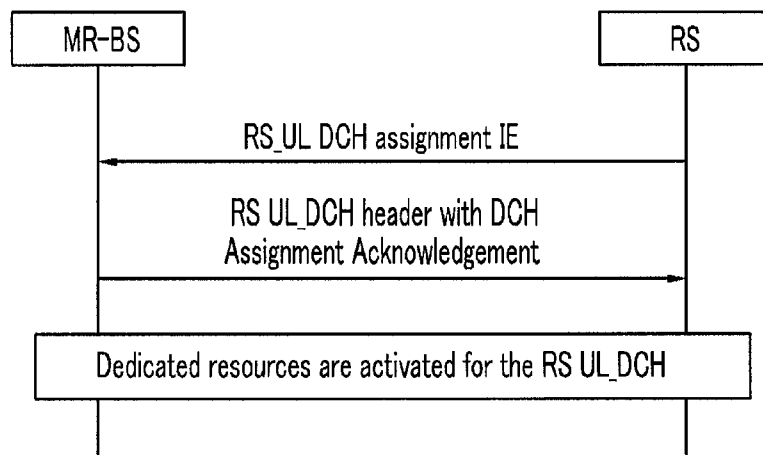 MR-BS
RS
RS_UL DCH assignment IE
RS UL_DCH header with DCH
Assignment Acknowledgement
Dedicated resources are activated for the RS UL_DCH